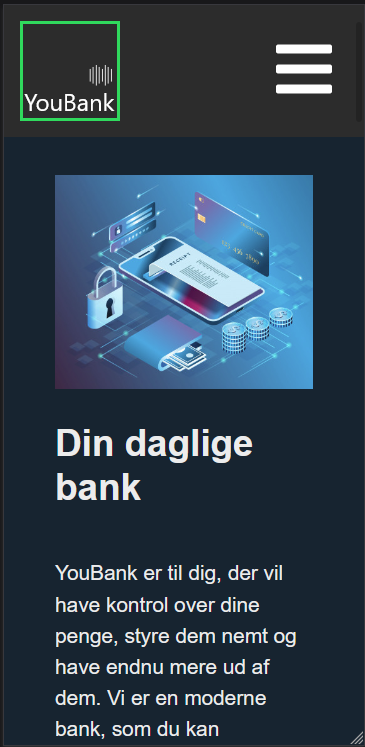 YouBank
RECEIPT
Din daglige
bank
YouBank er til dig, der vil
have kontrol over dine
penge, styre dem nemt og
have endnu mere ud af
dem. Vi er en moderne
bank, som du kan